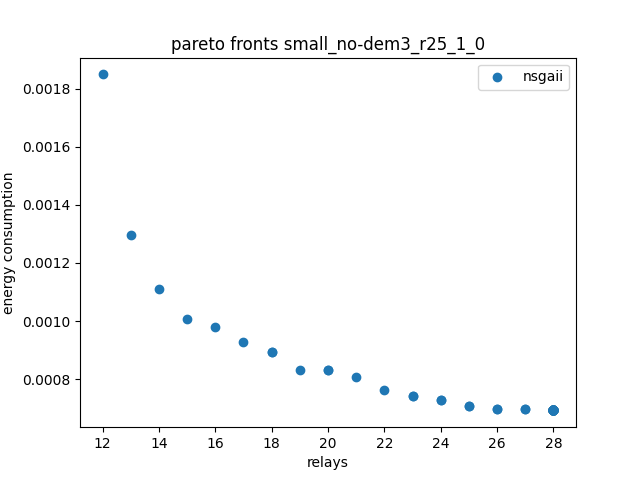 pareto fronts small_no-dem3_r25_1_0
nsgaii
energy consumption
0.0018
0.0016
0.0014
0.0012
0.0010
0.0008
12 14 16 18 20 22 24 26 28
relays